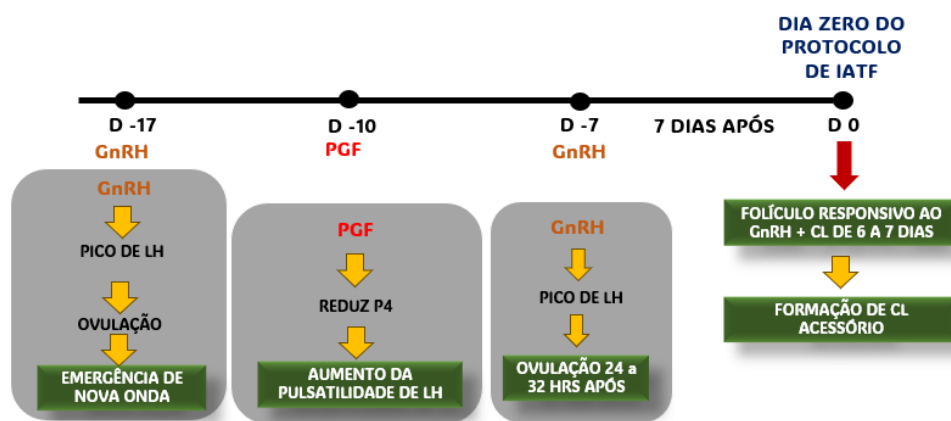 DIA ZERO DO
PROTOCOLO
DE IATF
D -17
D -10
D -7
7 DIAS APÓS
D 0
GnRH
PGF
GnRH
GnRH
PICO DE LH
OVULAÇÃO
EMERGÊNCIA DE
NOVA ONDA
PGF
REDUZ P4
AUMENTO DA
PULSATILIDADE DE LH
GnRH
PICO DE LH
OVULAÇÃO 24 a
32 HRS APÓS
FOLÍCULO RESPONSIVO AO
GnRH + CL DE 6 A 7 DIAS
FORMAÇÃO DE CL
ACESSÓRIO